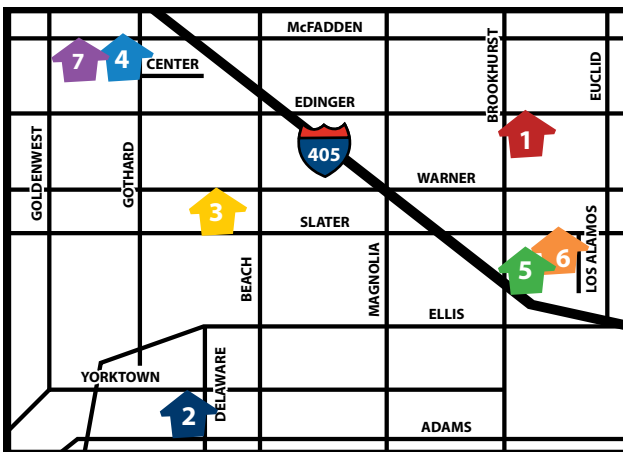 McFADDEN
7
4
CENTER
BROOKHURST
EUCLID
EDINGER
1
405
GOLDENWEST
GOTHARD
WARNER
3
SLATER
BEACH
MAGNOLIA
5
6
LOS ALAMOS
ELLIS
YORKTOWN
DELAWARE
2
ADAMS